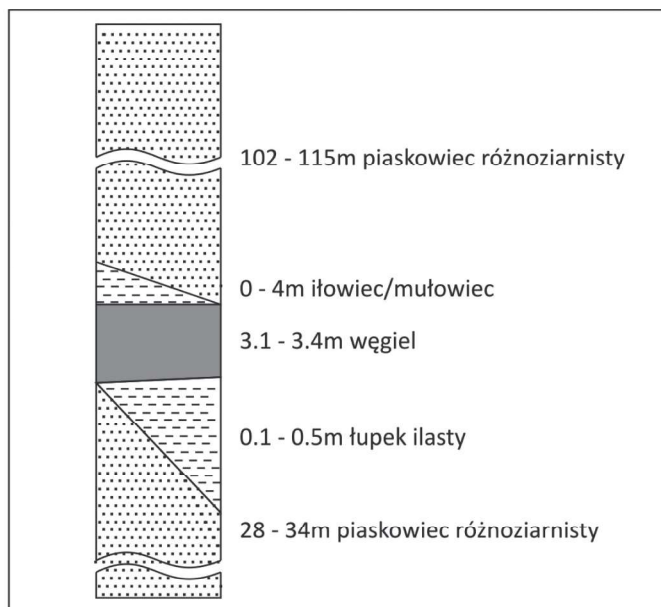 102 - 115m piaskowiec różnoziarnisty
0 - 4m iłowiec/mułowiec
3.1 - 3.4m węgiel
0.1 - 0.5m łupek ilasty
28 - 34m piaskowiec różnoziarnisty